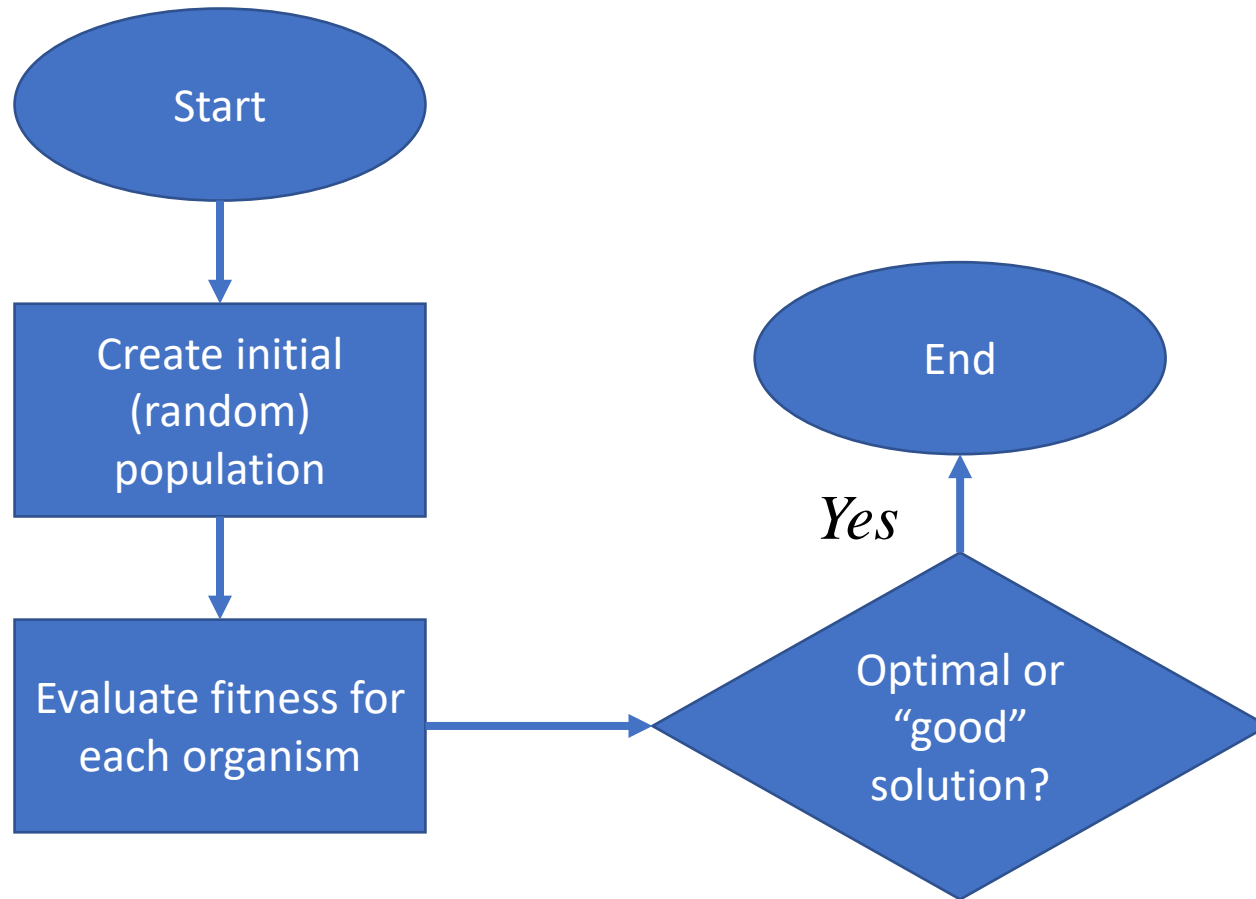 Start
Create initial
(random)
population
Evaluate fitness for
each organism
Optimal or
“good”
solution?
Yes
End